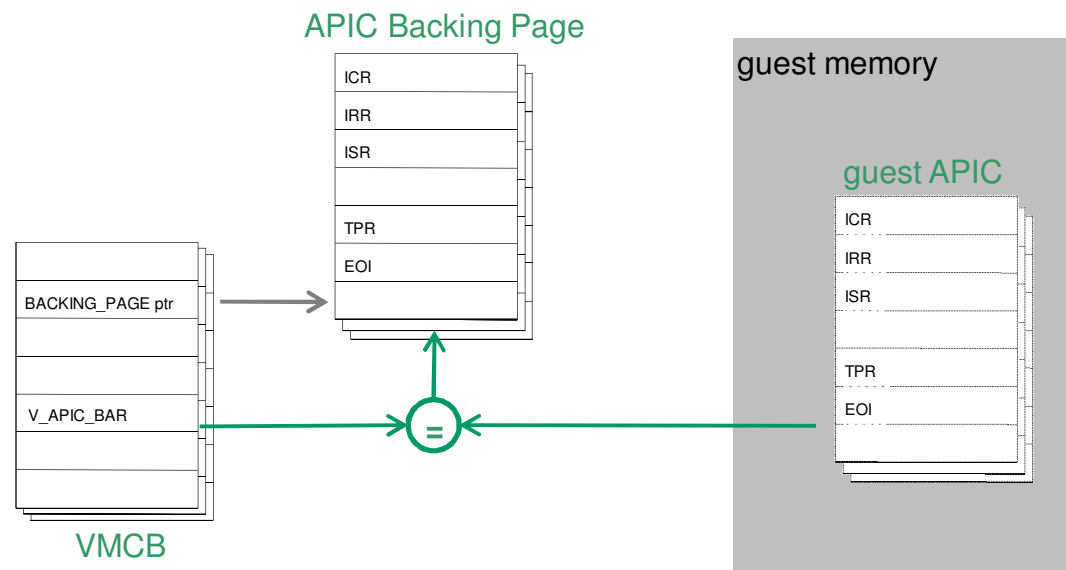 APIC Backing Page
ICR
IRR
ISR
TPR
EOI
guest memory
guest APIC
ICR
IRR
ISR
TPR
EOI
BACKING_PAGE ptr
V_APIC_BAR
=
VMCB